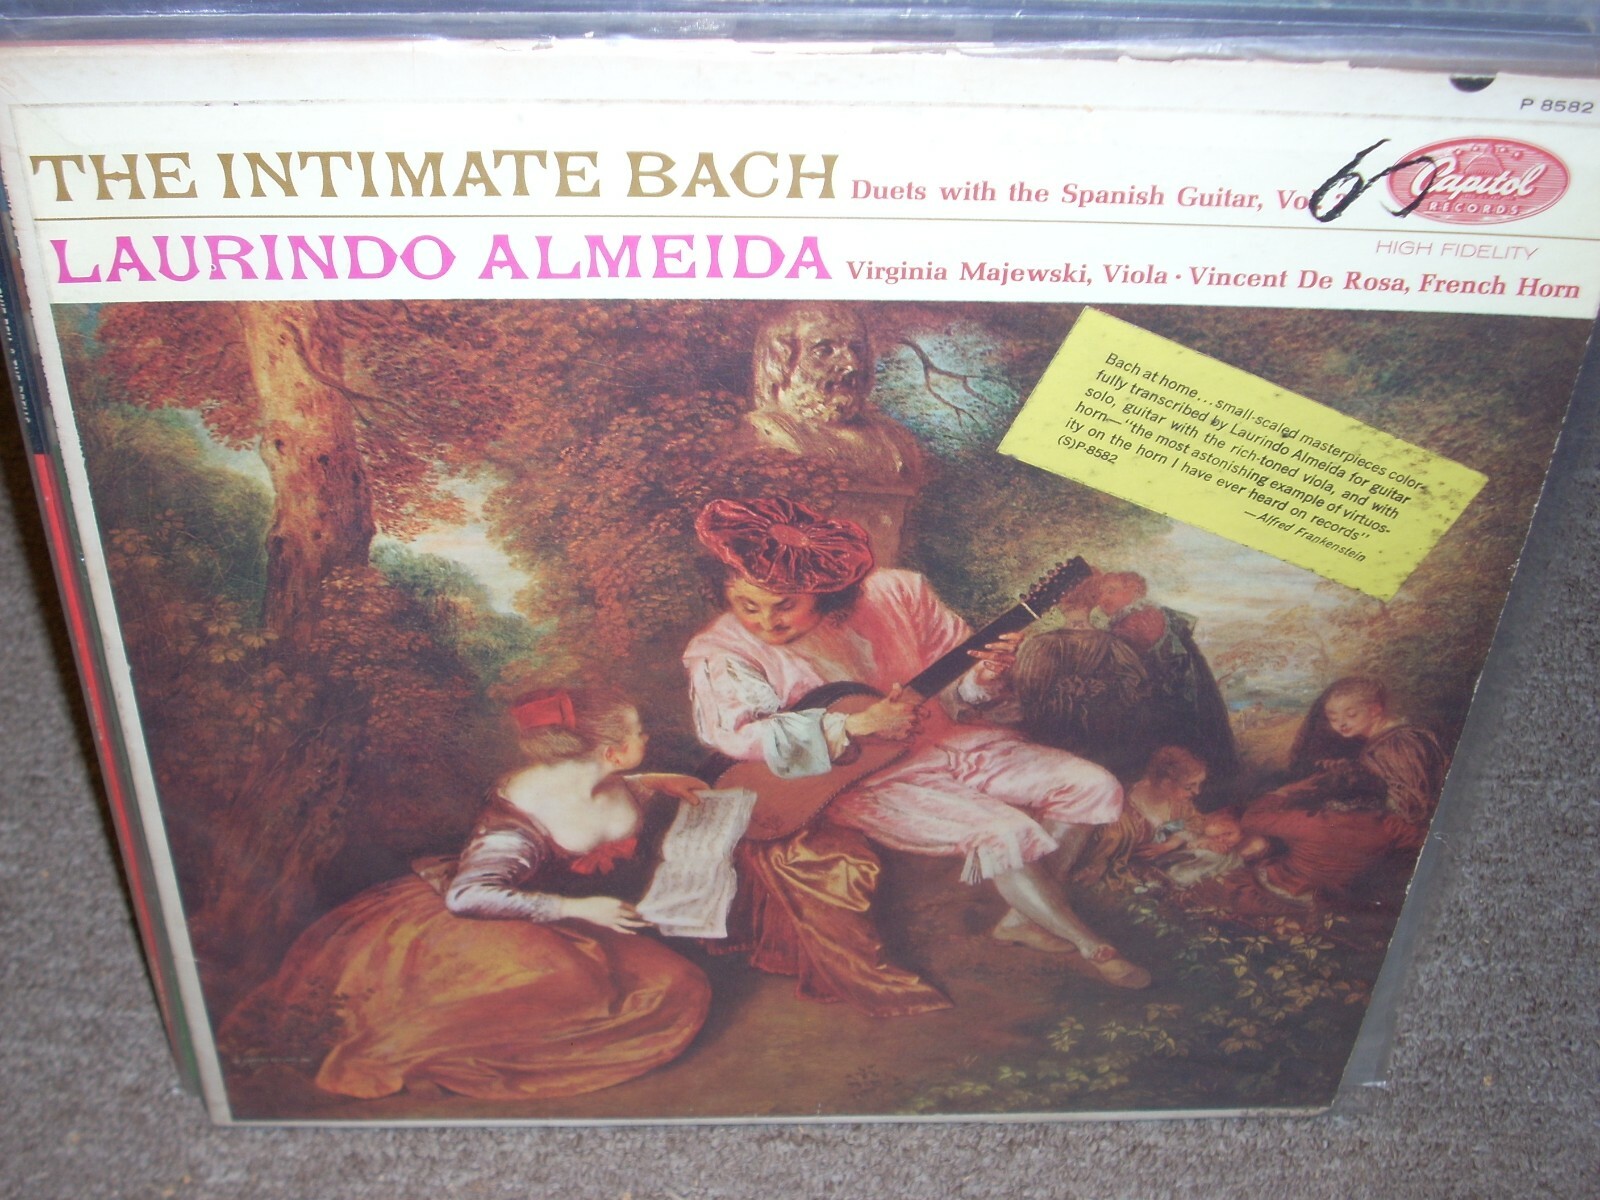 P 8582
THE INTIMATE BACH Duets with the Spanish Guitar,
Capitol
RECORDS
HIGH FIDELITY
LAURINDO ALMEIDA Virginia Majewski, Viola · Vincent De Rosa, French Horn
Bach at home...small-scaled masterpieces color-
fully transcribed by Laurindo Almeida for guitar
solo, guitar with the rich-toned viola, and with
horn—"the most astonishing example of virtuos-
ity on the horn I have ever heard on records"
(S)P-8582
—Alfred Frankenstein